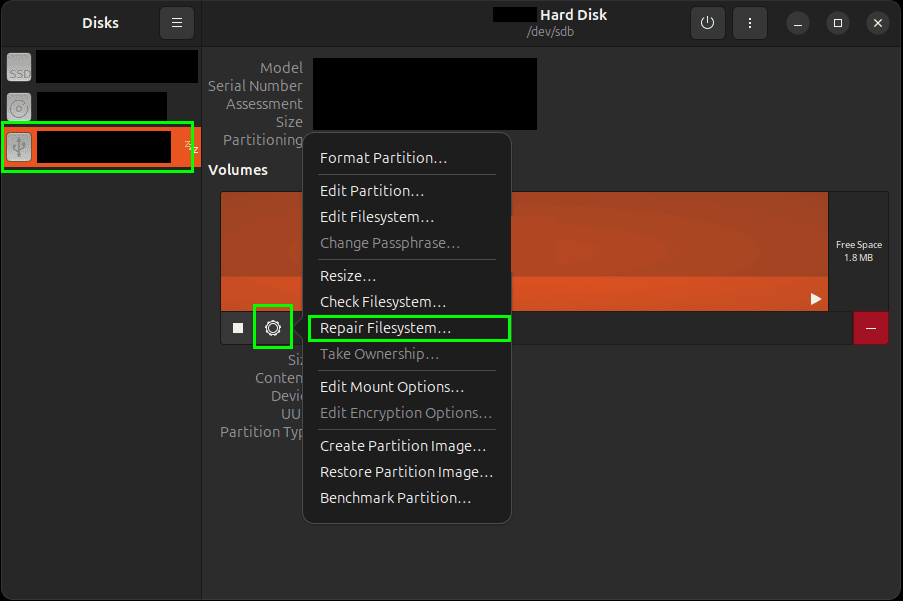 Disks
Hard Disk
/dev/sdb
SSD
Model
Serial Number
Assessment
Size
Partitioning
Volumes
Format Partition…
Edit Partition…
Edit Filesystem…
Change Passphrase…
Resize…
Check Filesystem…
Repair Filesystem…
Take Ownership…
Edit Mount Options…
Edit Encryption Options…
Create Partition Image…
Restore Partition Image…
Benchmark Partition…
Free Space
1.8 MB
Si
Conten
Devic
UU
Partition Typ